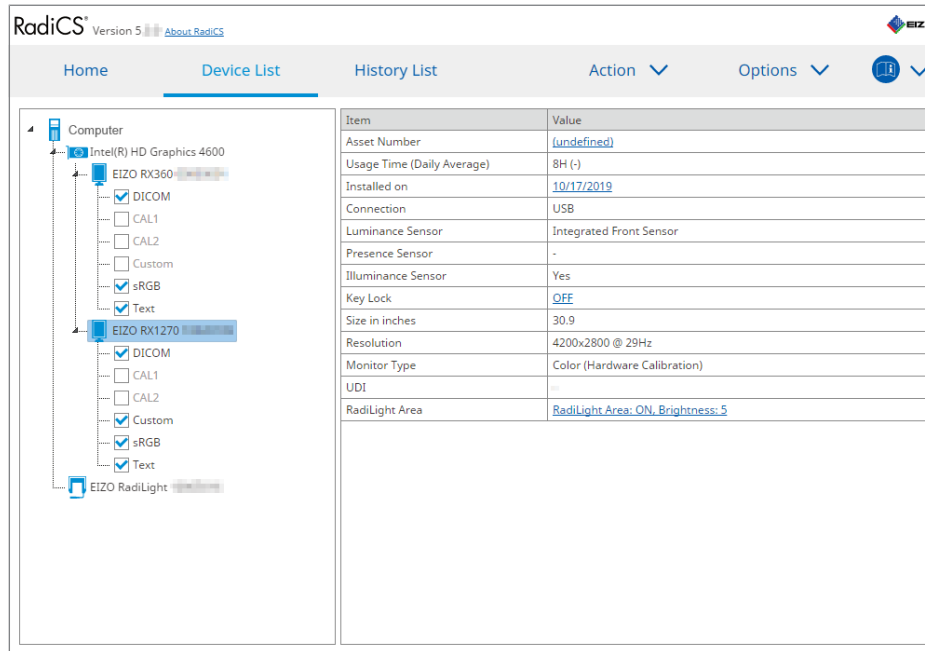 RadiCS® Version 5. About RadiCS
EIZ
Home Device List History List Action Options
Computer
Intel(R) HD Graphics 4600
EIZO RX360
DICOM
CAL1
CAL2
Custom
sRGB
Text
EIZO RX1270
DICOM
CAL1
CAL2
Custom
sRGB
Text
EIZO RadiLight
Item Value
Asset Number (undefined)
Usage Time (Daily Average) 8H (-)
Installed on 10/17/2019
Connection USB
Luminance Sensor Integrated Front Sensor
Presence Sensor -
Illuminance Sensor Yes
Key Lock OFF
Size in inches 30.9
Resolution 4200x2800 @ 29Hz
Monitor Type Color (Hardware Calibration)
UDI
RadiLight Area RadiLight Area: ON, Brightness: 5